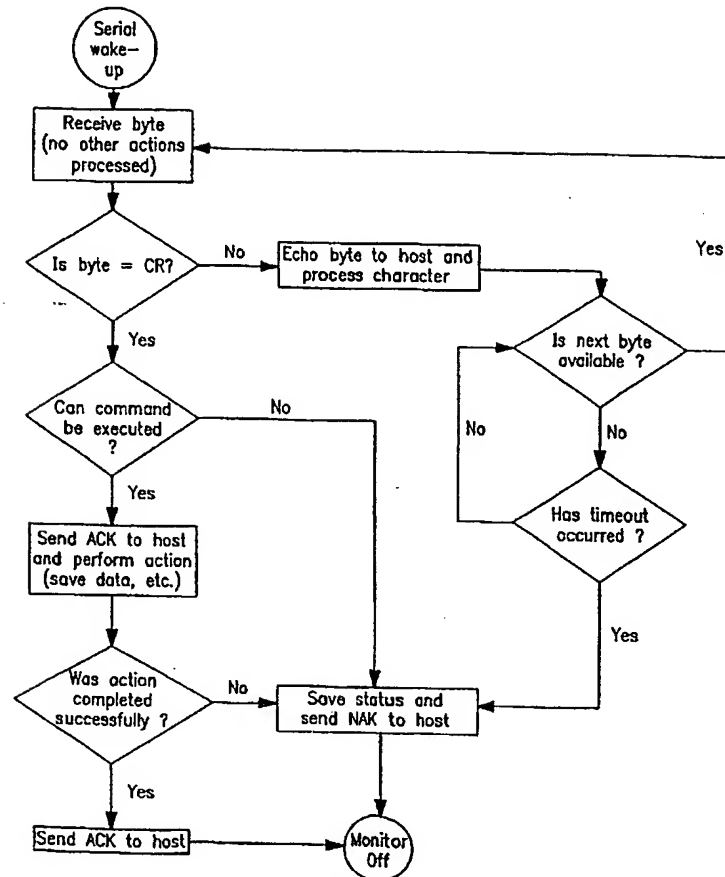 Serial
wake-
up
Receive byte
(no other actions
processed)
Is byte = CR?
No
Echo byte to host and
process character
Yes
Yes
Is next byte
available ?
Can command
be executed
?
No
No
No
Yes
Has timeout
occurred ?
Send ACK to host
and perform action
(save data, etc.)
Yes
Was action
completed
successfully ?
No
Save status and
send NAK to host
Yes
Send ACK to host
Monitor
Off